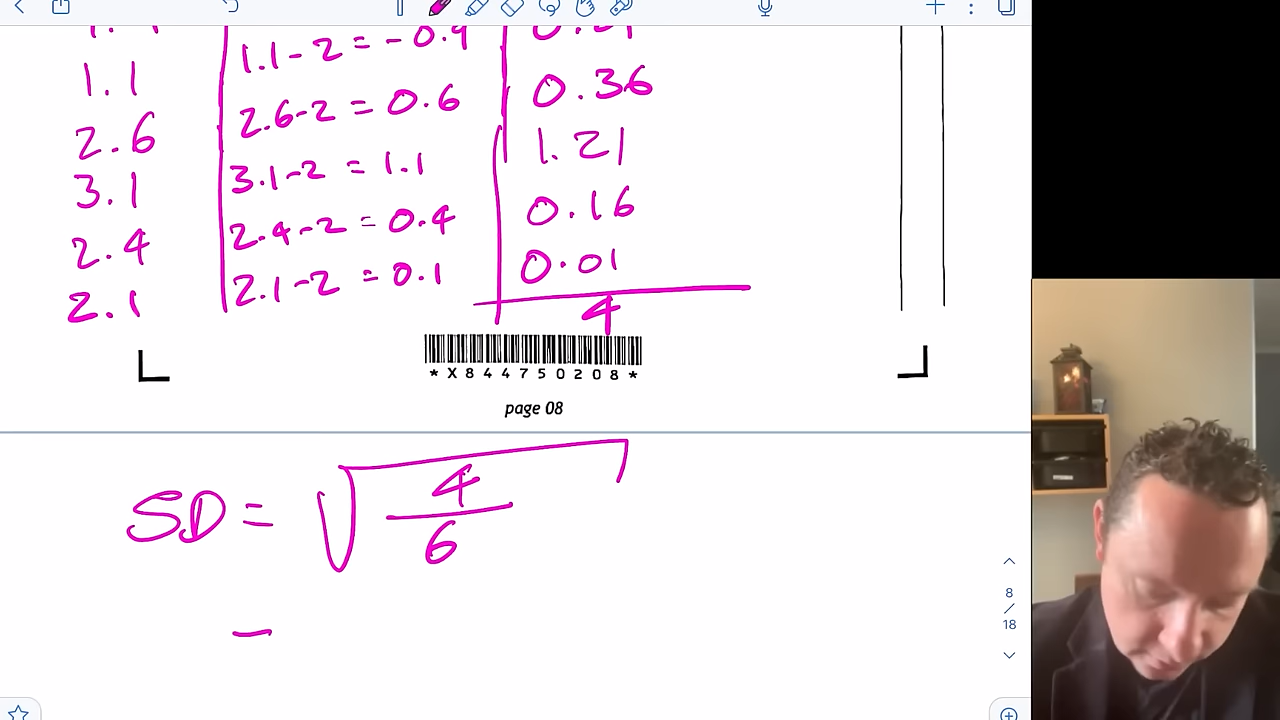 1.1 1.1-2 = -0.9
2.6 2.6-2 = 0.6 0.36
3.1 3.1-2 = 1.1 1.21
2.4 2.4-2 = 0.4 0.16
2.1 2.1-2 = 0.1 0.01
4
*X844750208*
page 08
SD = √4/6
8
/
18